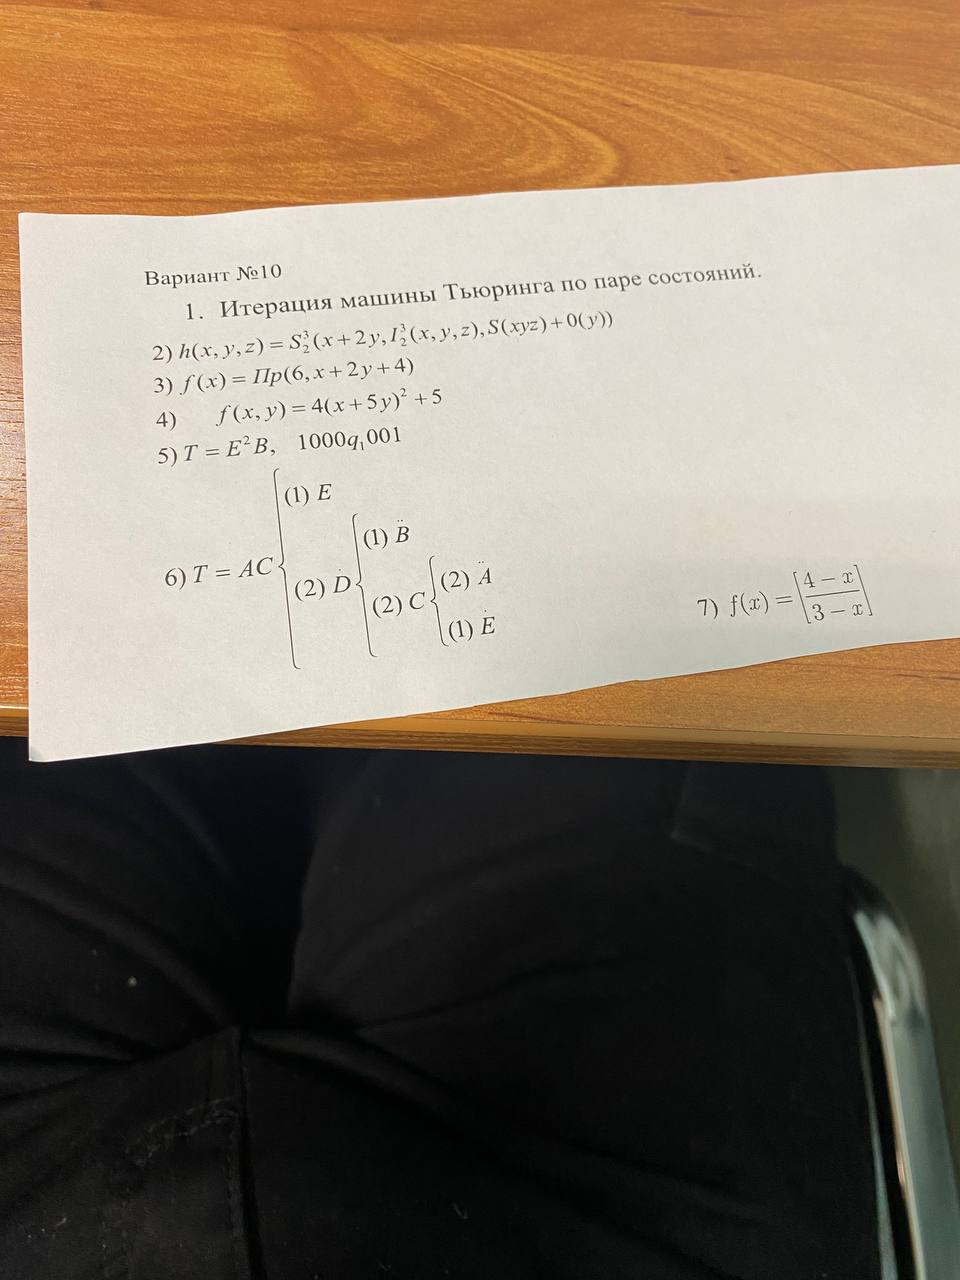 Вариант №10
1. Итерация машины Тьюринга по паре состояний.
2) h(x, y, z) = S₂³(x + 2y, I₂³(x, y, z), S(xyz) + 0(y))
3) f(x) = Пр(6, x + 2y + 4)
4) f(x, y) = 4(x + 5y)² + 5
5) T = E²B, 1000q₁001
(1) E
(1) B̈
6) T = AC { (2) Ḋ { (2) C { (2) Ä
(1) Ė
7) f(x) = [(4 − x)/(3 − x)]